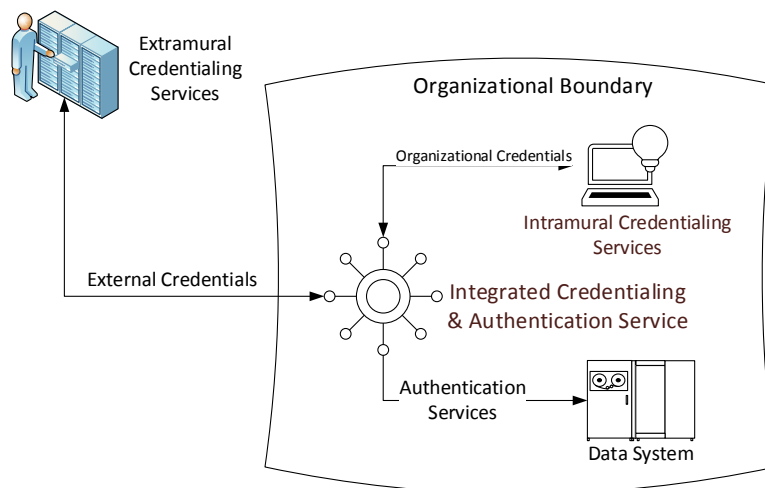 Extramural
Credentialing
Services
Organizational Boundary
Organizational Credentials
Intramural Credentialing
Services
External Credentials
Integrated Credentialing
& Authentication Service
Authentication
Services
Data System